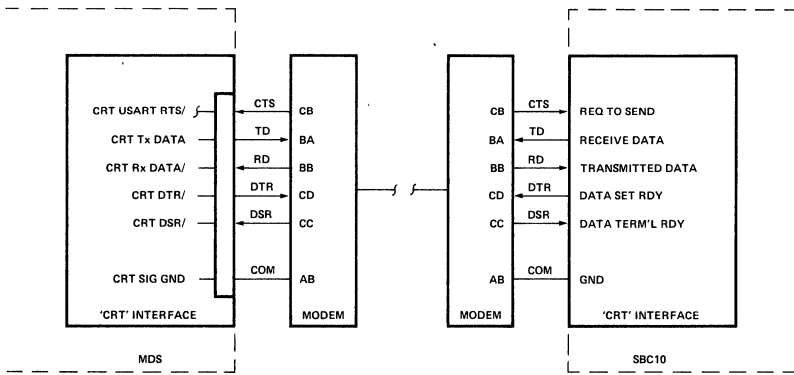 CRT USART RTS/ CTS CB CB CTS REQ TO SEND
CRT Tx DATA TD BA BA TD RECEIVE DATA
CRT Rx DATA/ RD BB BB RD TRANSMITTED DATA
CRT DTR/ DTR CD CD DTR DATA SET RDY
CRT DSR/ DSR CC CC DSR DATA TERM'L RDY
CRT SIG GND COM AB AB COM GND
'CRT' INTERFACE MODEM MODEM 'CRT' INTERFACE
MDS SBC10